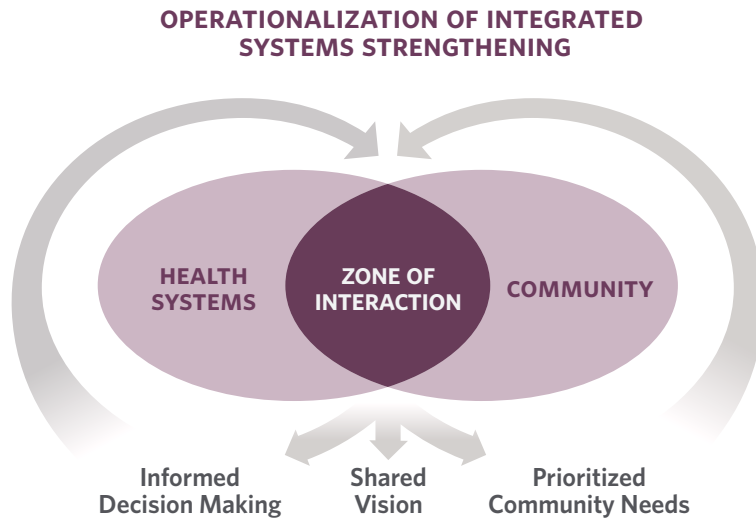 OPERATIONALIZATION OF INTEGRATED
SYSTEMS STRENGTHENING
HEALTH
SYSTEMS
ZONE OF
INTERACTION
COMMUNITY
Informed
Decision Making
Shared
Vision
Prioritized
Community Needs